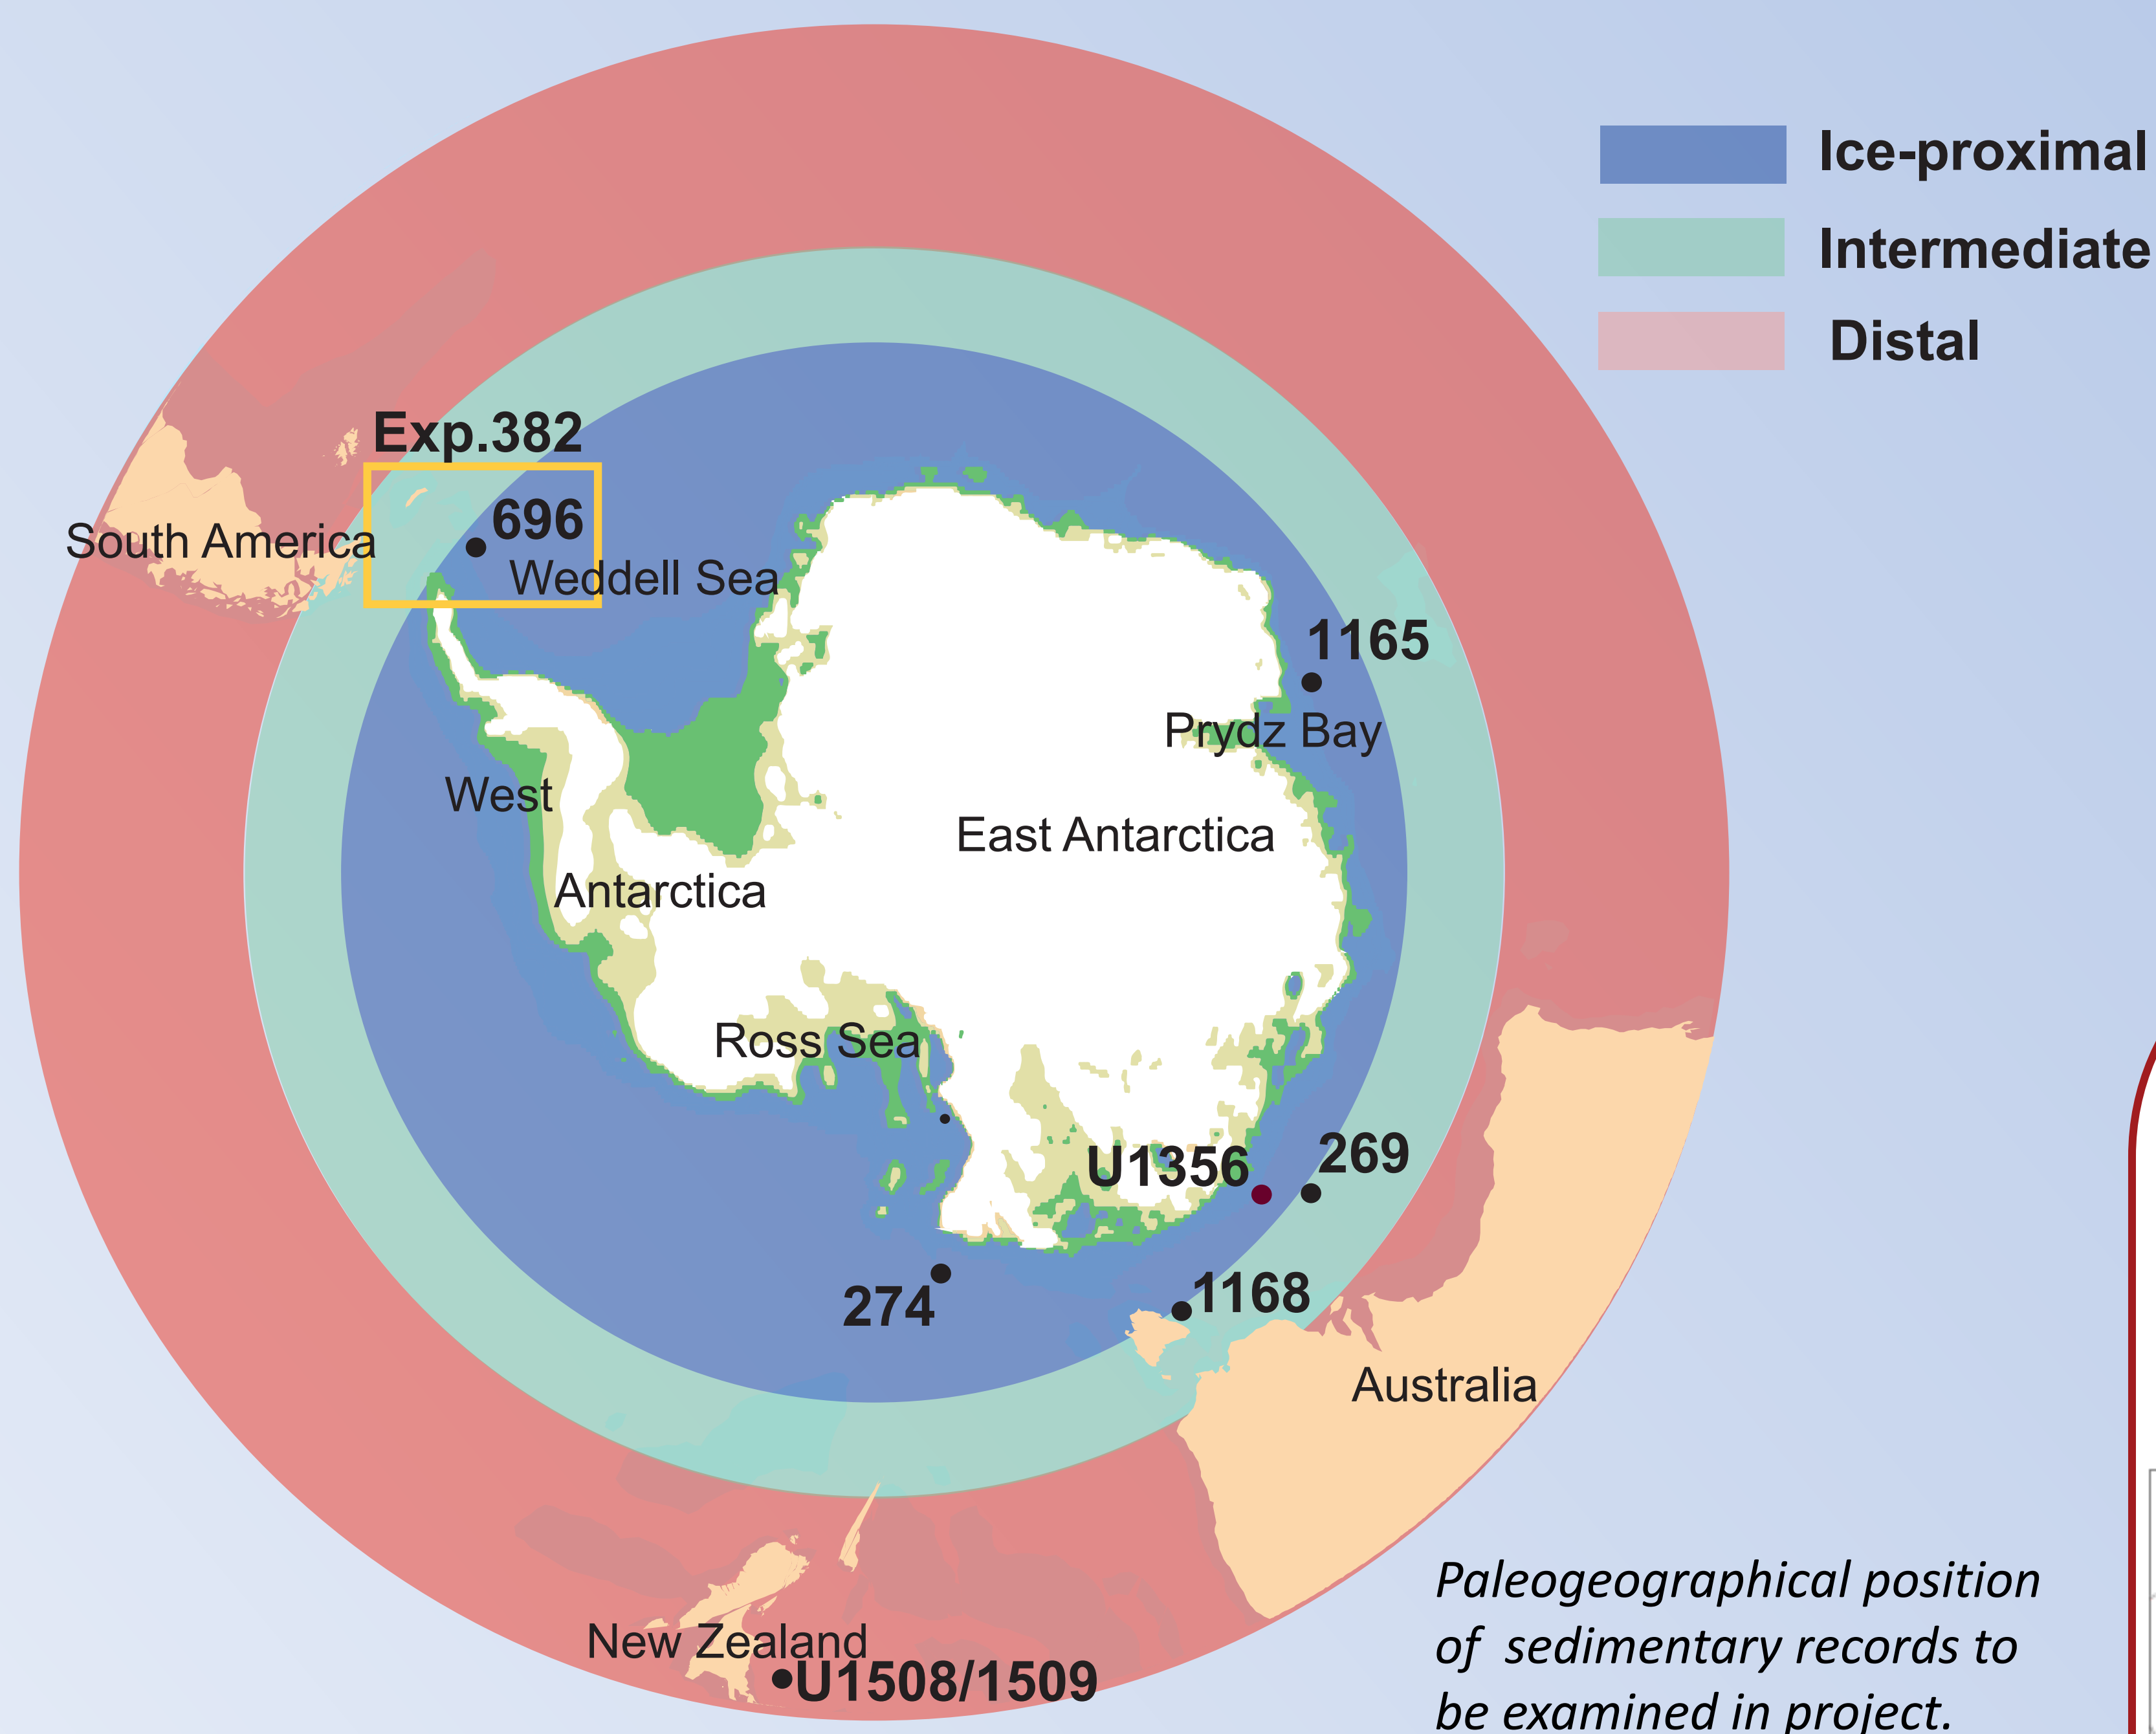 Ice-proximal
Intermediate
Distal
Exp.382
696
South America
Weddell Sea
1165
Prydz Bay
West
East Antarctica
Antarctica
Ross Sea
U1356
269
274
1168
Australia
New Zealand
U1508/1509
Paleogeographical position
of sedimentary records to
be examined in project.